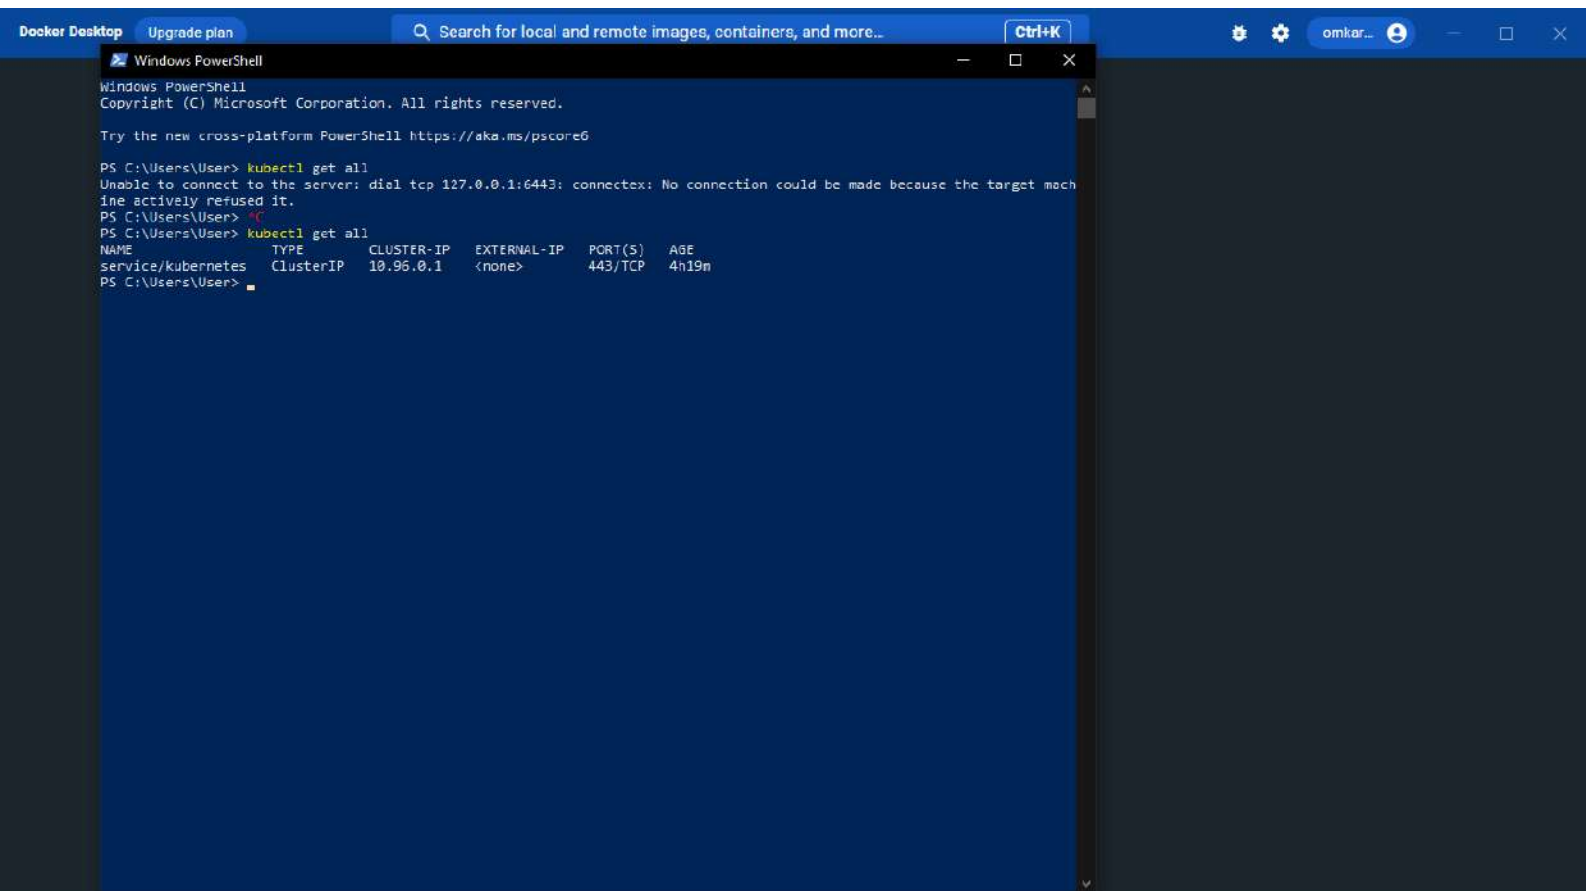 Docker Desktop Upgrade plan Search for local and remote images, containers, and more... Ctrl+K omkar...
Windows PowerShell
Windows PowerShell
Copyright (C) Microsoft Corporation. All rights reserved.
Try the new cross-platform PowerShell https://aka.ms/pscore6
PS C:\Users\User> kubectl get all
Unable to connect to the server: dial tcp 127.0.0.1:6443: connectex: No connection could be made because the target mach
ine actively refused it.
PS C:\Users\User> ^C
PS C:\Users\User> kubectl get all
NAME TYPE CLUSTER-IP EXTERNAL-IP PORT(S) AGE
service/kubernetes ClusterIP 10.96.0.1 <none> 443/TCP 4h19m
PS C:\Users\User>